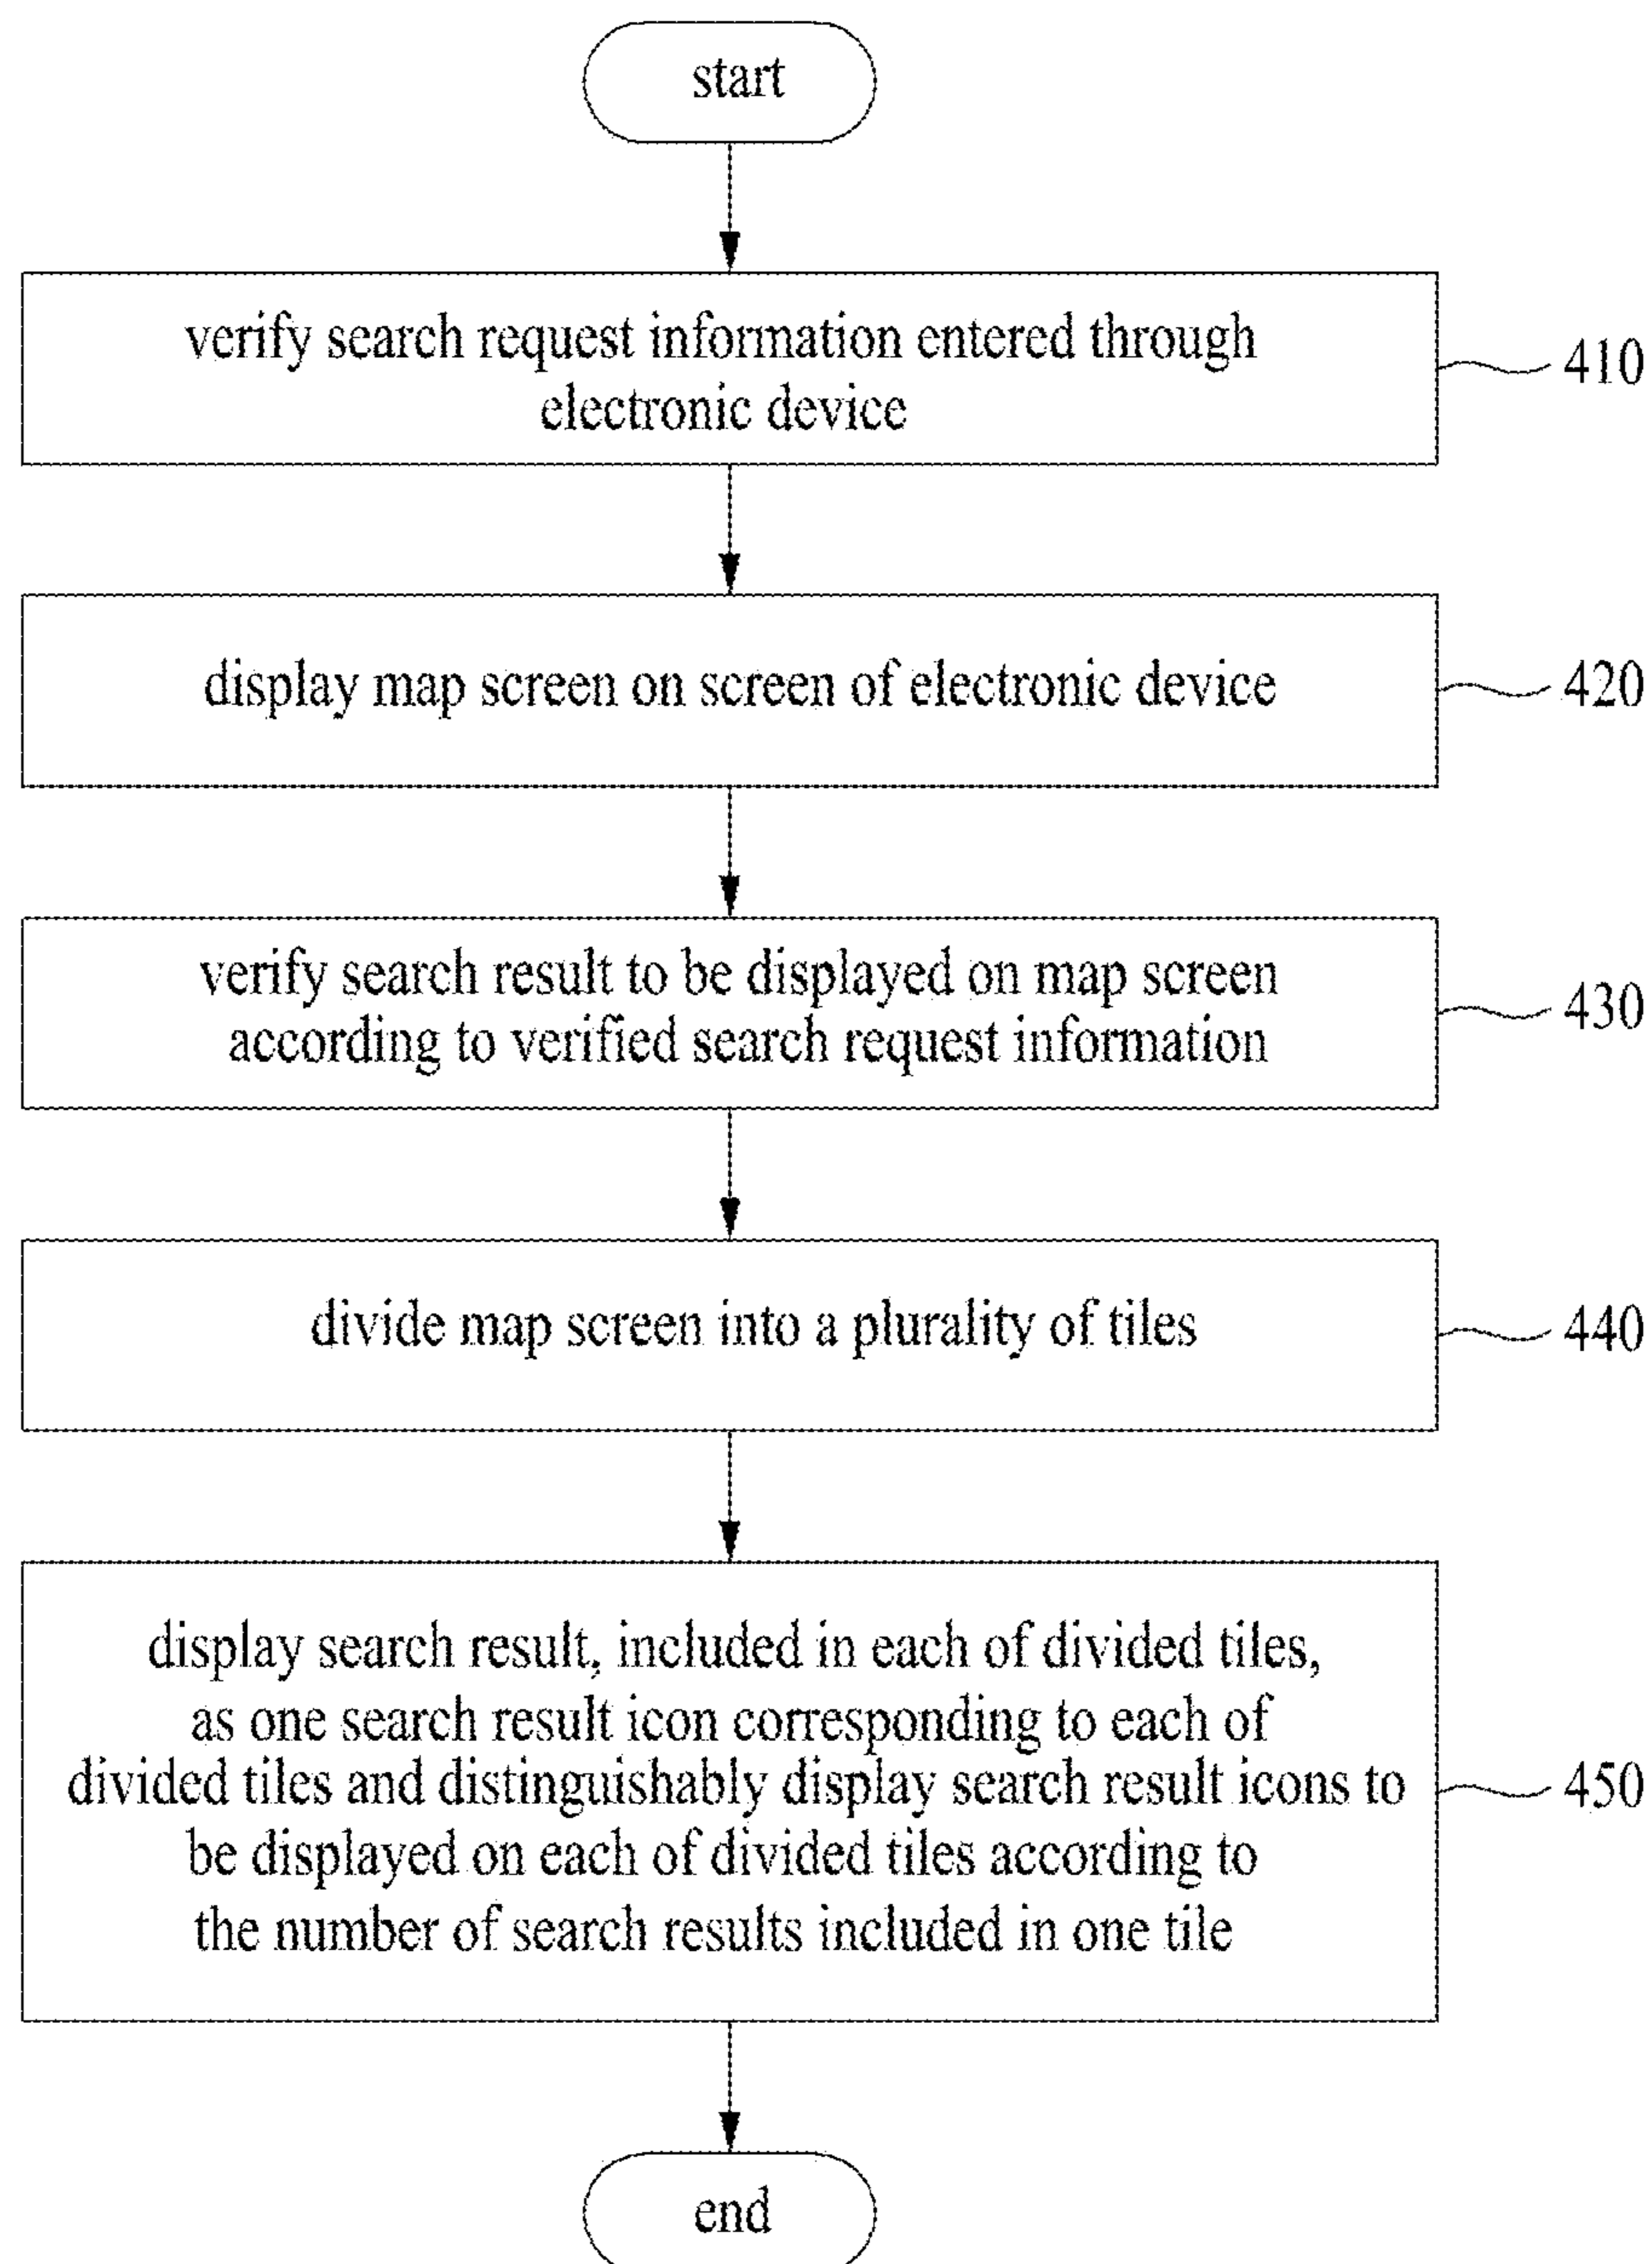 start
verify search request information entered through
electronic device
410
display map screen on screen of electronic device
420
verify search result to be displayed on map screen
according to verified search request information
430
divide map screen into a plurality of tiles
440
display search result, included in each of divided tiles,
as one search result icon corresponding to each of
divided tiles and distinguishably display search result icons to
be displayed on each of divided tiles according to
the number of search results included in one tile
450
end